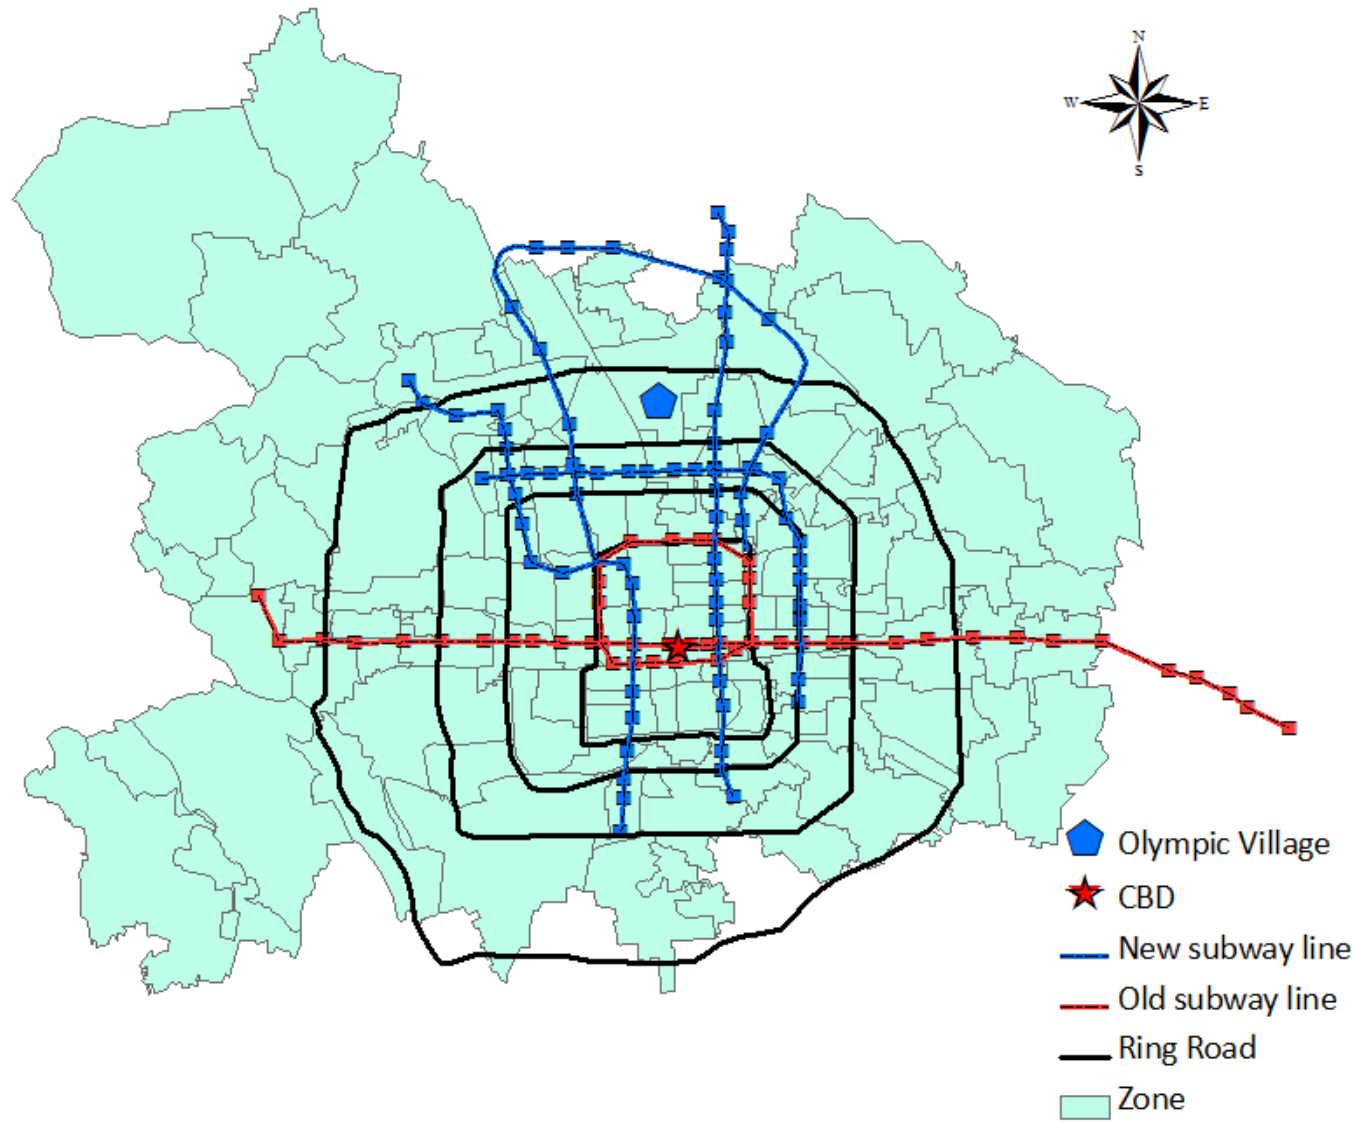 N
W E
S
Olympic Village
CBD
New subway line
Old subway line
Ring Road
Zone